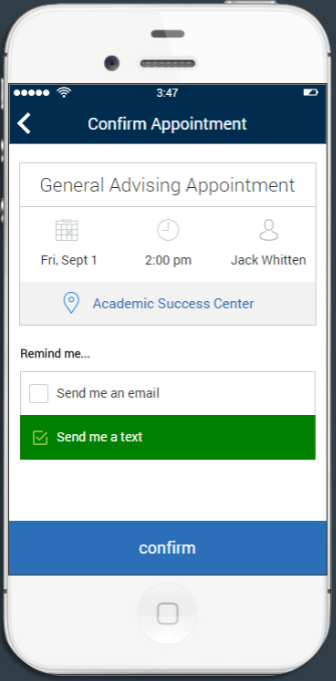 3:47
Confirm Appointment
General Advising Appointment
Fri, Sept 1 2:00 pm Jack Whitten
Academic Success Center
Remind me...
Send me an email
Send me a text
confirm